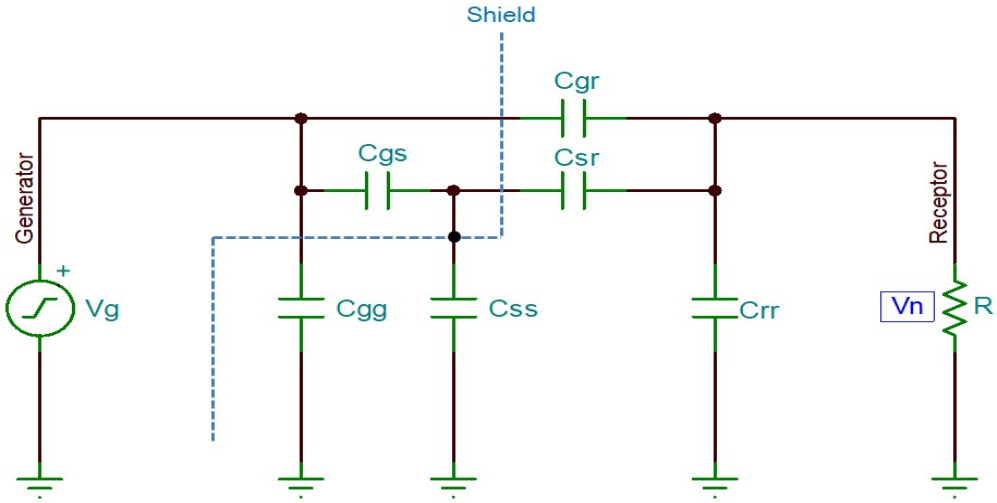 Shield
Cgr
Cgs
Csr
Generator
Receptor
+
Vg
Cgg
Css
Crr
Vn
R